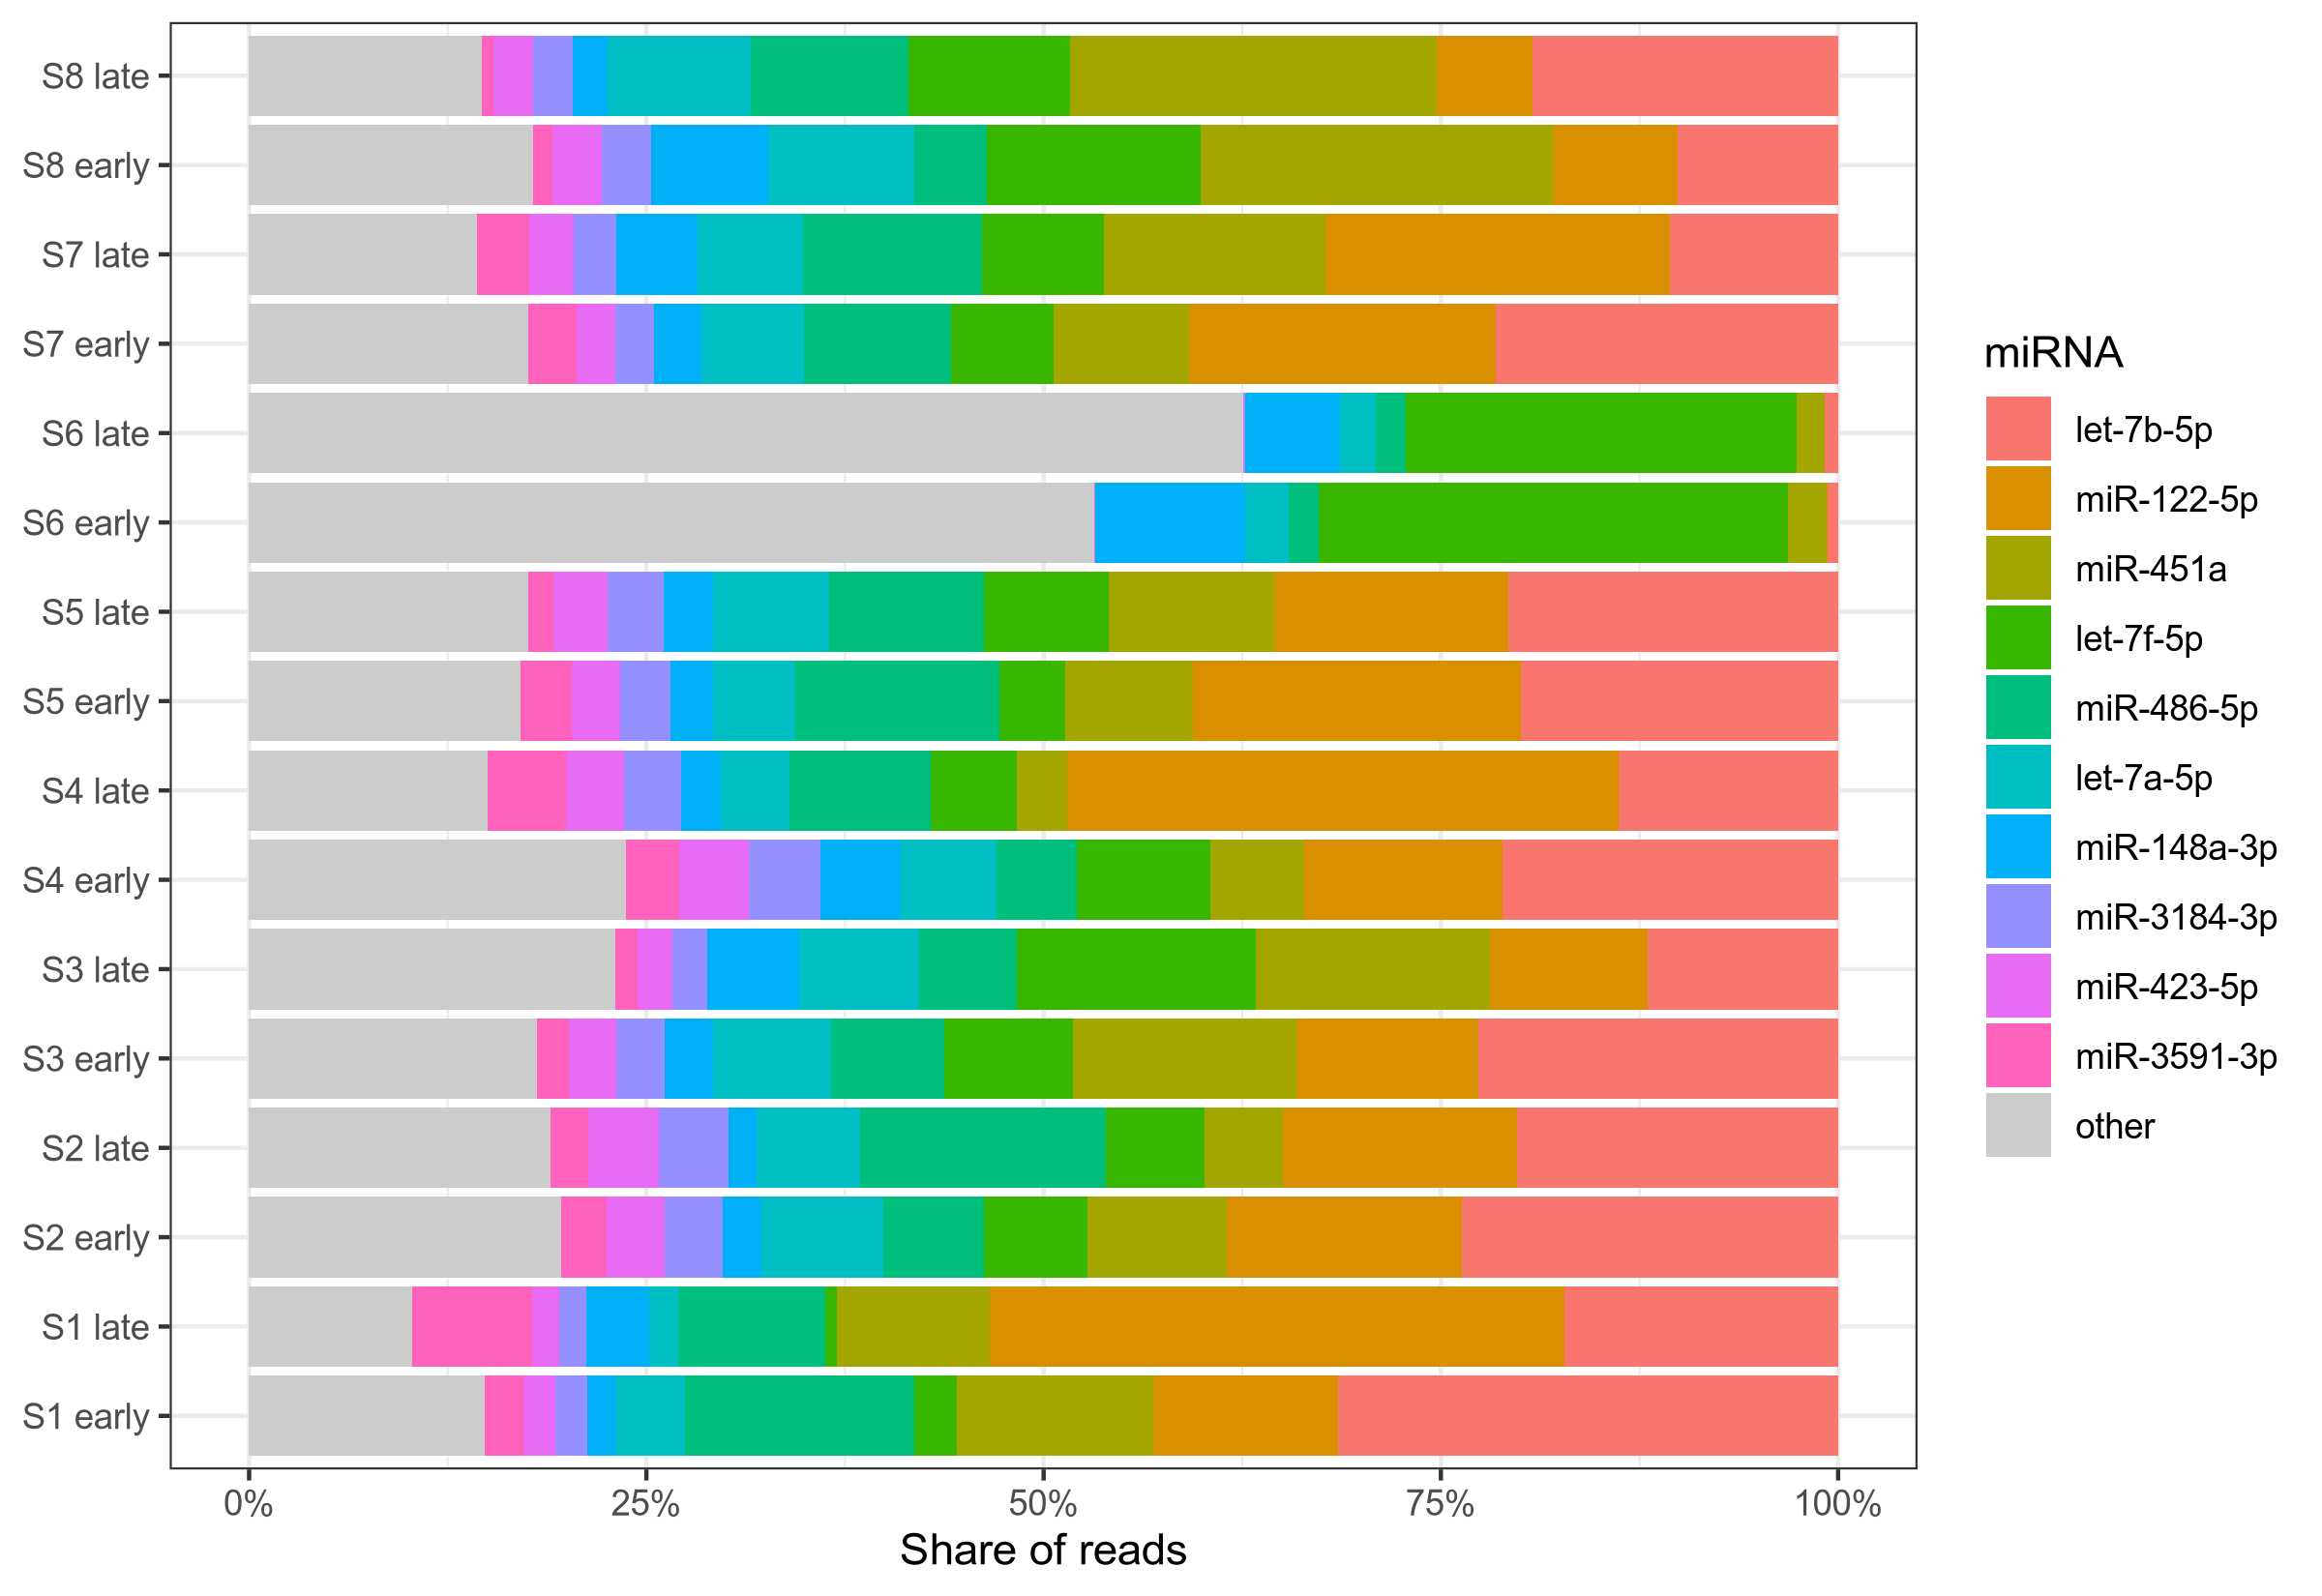 S8 late
S8 early
S7 late
S7 early
S6 late
S6 early
S5 late
S5 early
S4 late
S4 early
S3 late
S3 early
S2 late
S2 early
S1 late
S1 early
0% 25% 50% 75% 100%
Share of reads
miRNA
let-7b-5p
miR-122-5p
miR-451a
let-7f-5p
miR-486-5p
let-7a-5p
miR-148a-3p
miR-3184-3p
miR-423-5p
miR-3591-3p
other